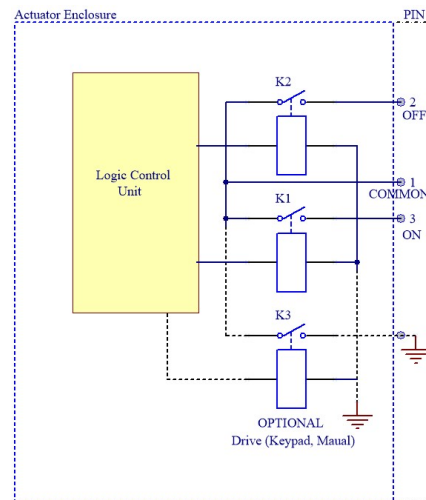 Actuator Enclosure
PIN
K2
2
OFF
Logic Control
Unit
1
COMMON
K1
3
ON
K3
OPTIONAL
Drive (Keypad, Maual)